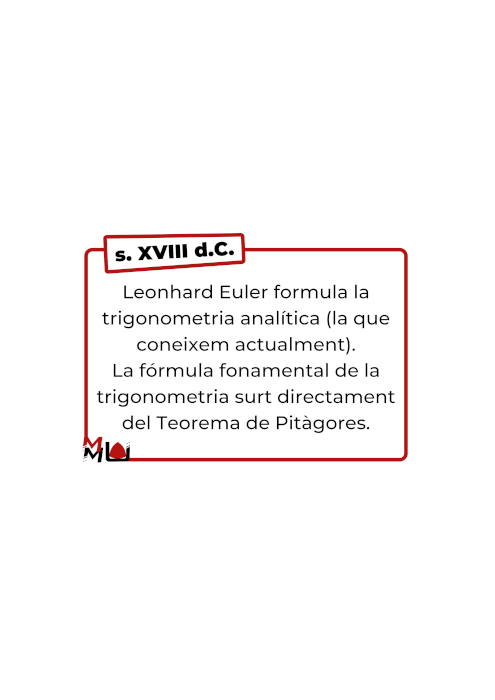 s. XVIII d.C.
Leonhard Euler formula la
trigonometria analítica (la que
coneixem actualment).
La fórmula fonamental de la
trigonometria surt directament
del Teorema de Pitàgores.